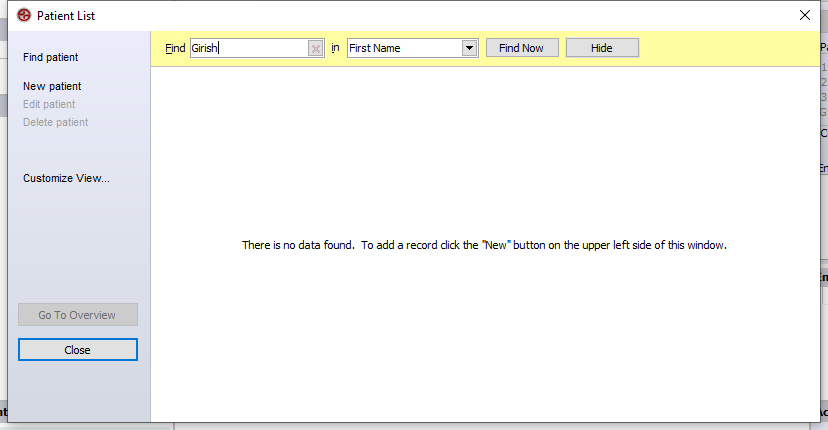 Patient List
Find patient
New patient
Edit patient
Delete patient
Customize View...
Go To Overview
Close
Find Girish in First Name Find Now Hide
There is no data found. To add a record click the "New" button on the upper left side of this window.